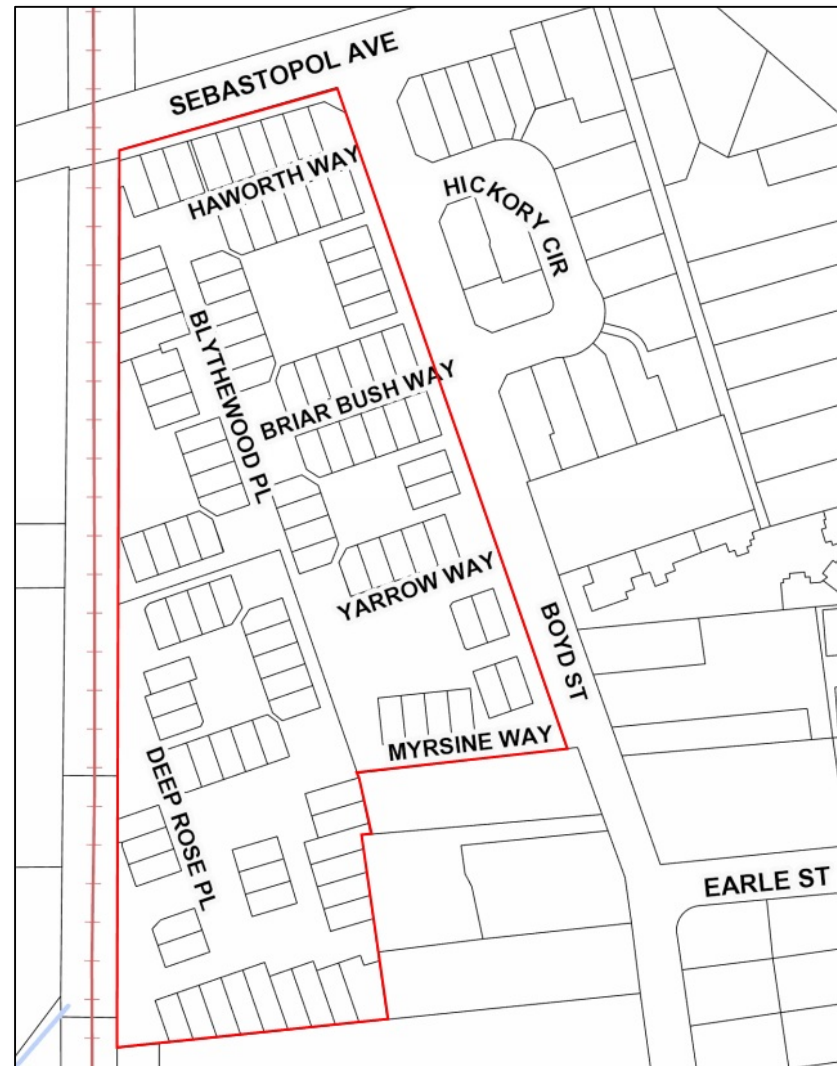 SEBASTOPOL AVE
HAWORTH WAY
HICKORY CIR
BLYTHEWOOD PL
BRIAR BUSH WAY
YARROW WAY
BOYD ST
MYRSINE WAY
DEEP ROSE PL
EARLE ST